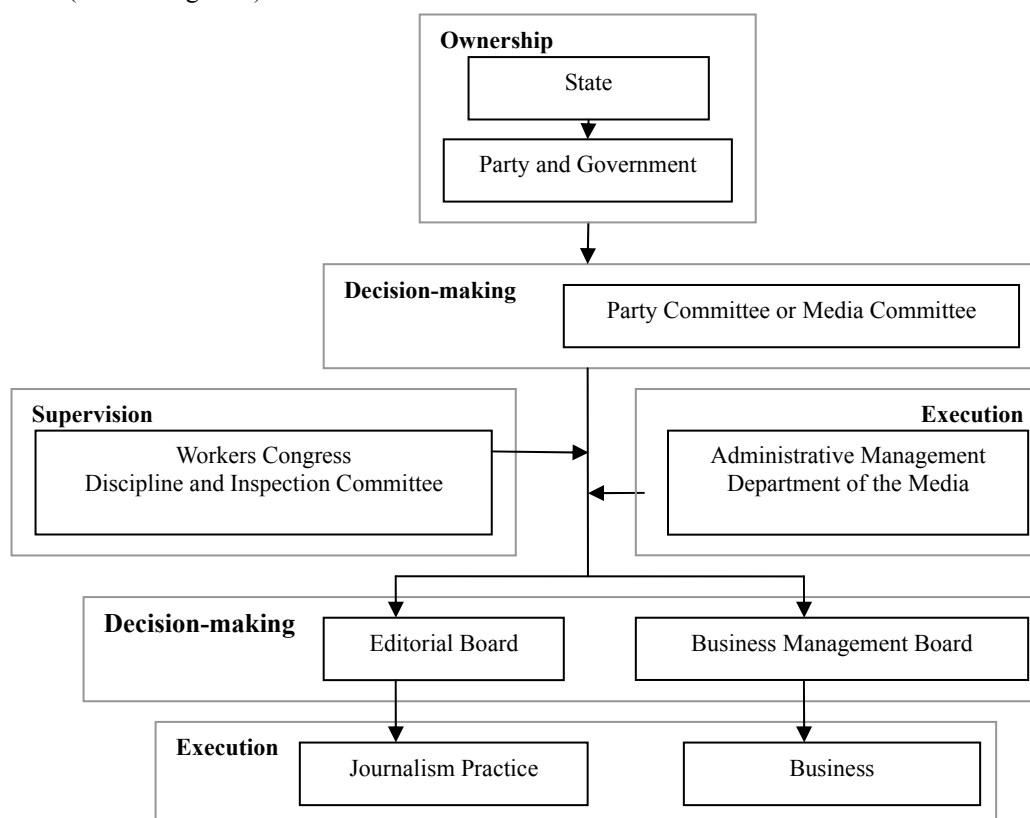 Ownership
State
Party and Government
Decision-making
Party Committee or Media Committee
Supervision
Workers Congress
Discipline and Inspection Committee
Execution
Administrative Management
Department of the Media
Decision-making
Editorial Board
Business Management Board
Execution
Journalism Practice
Business